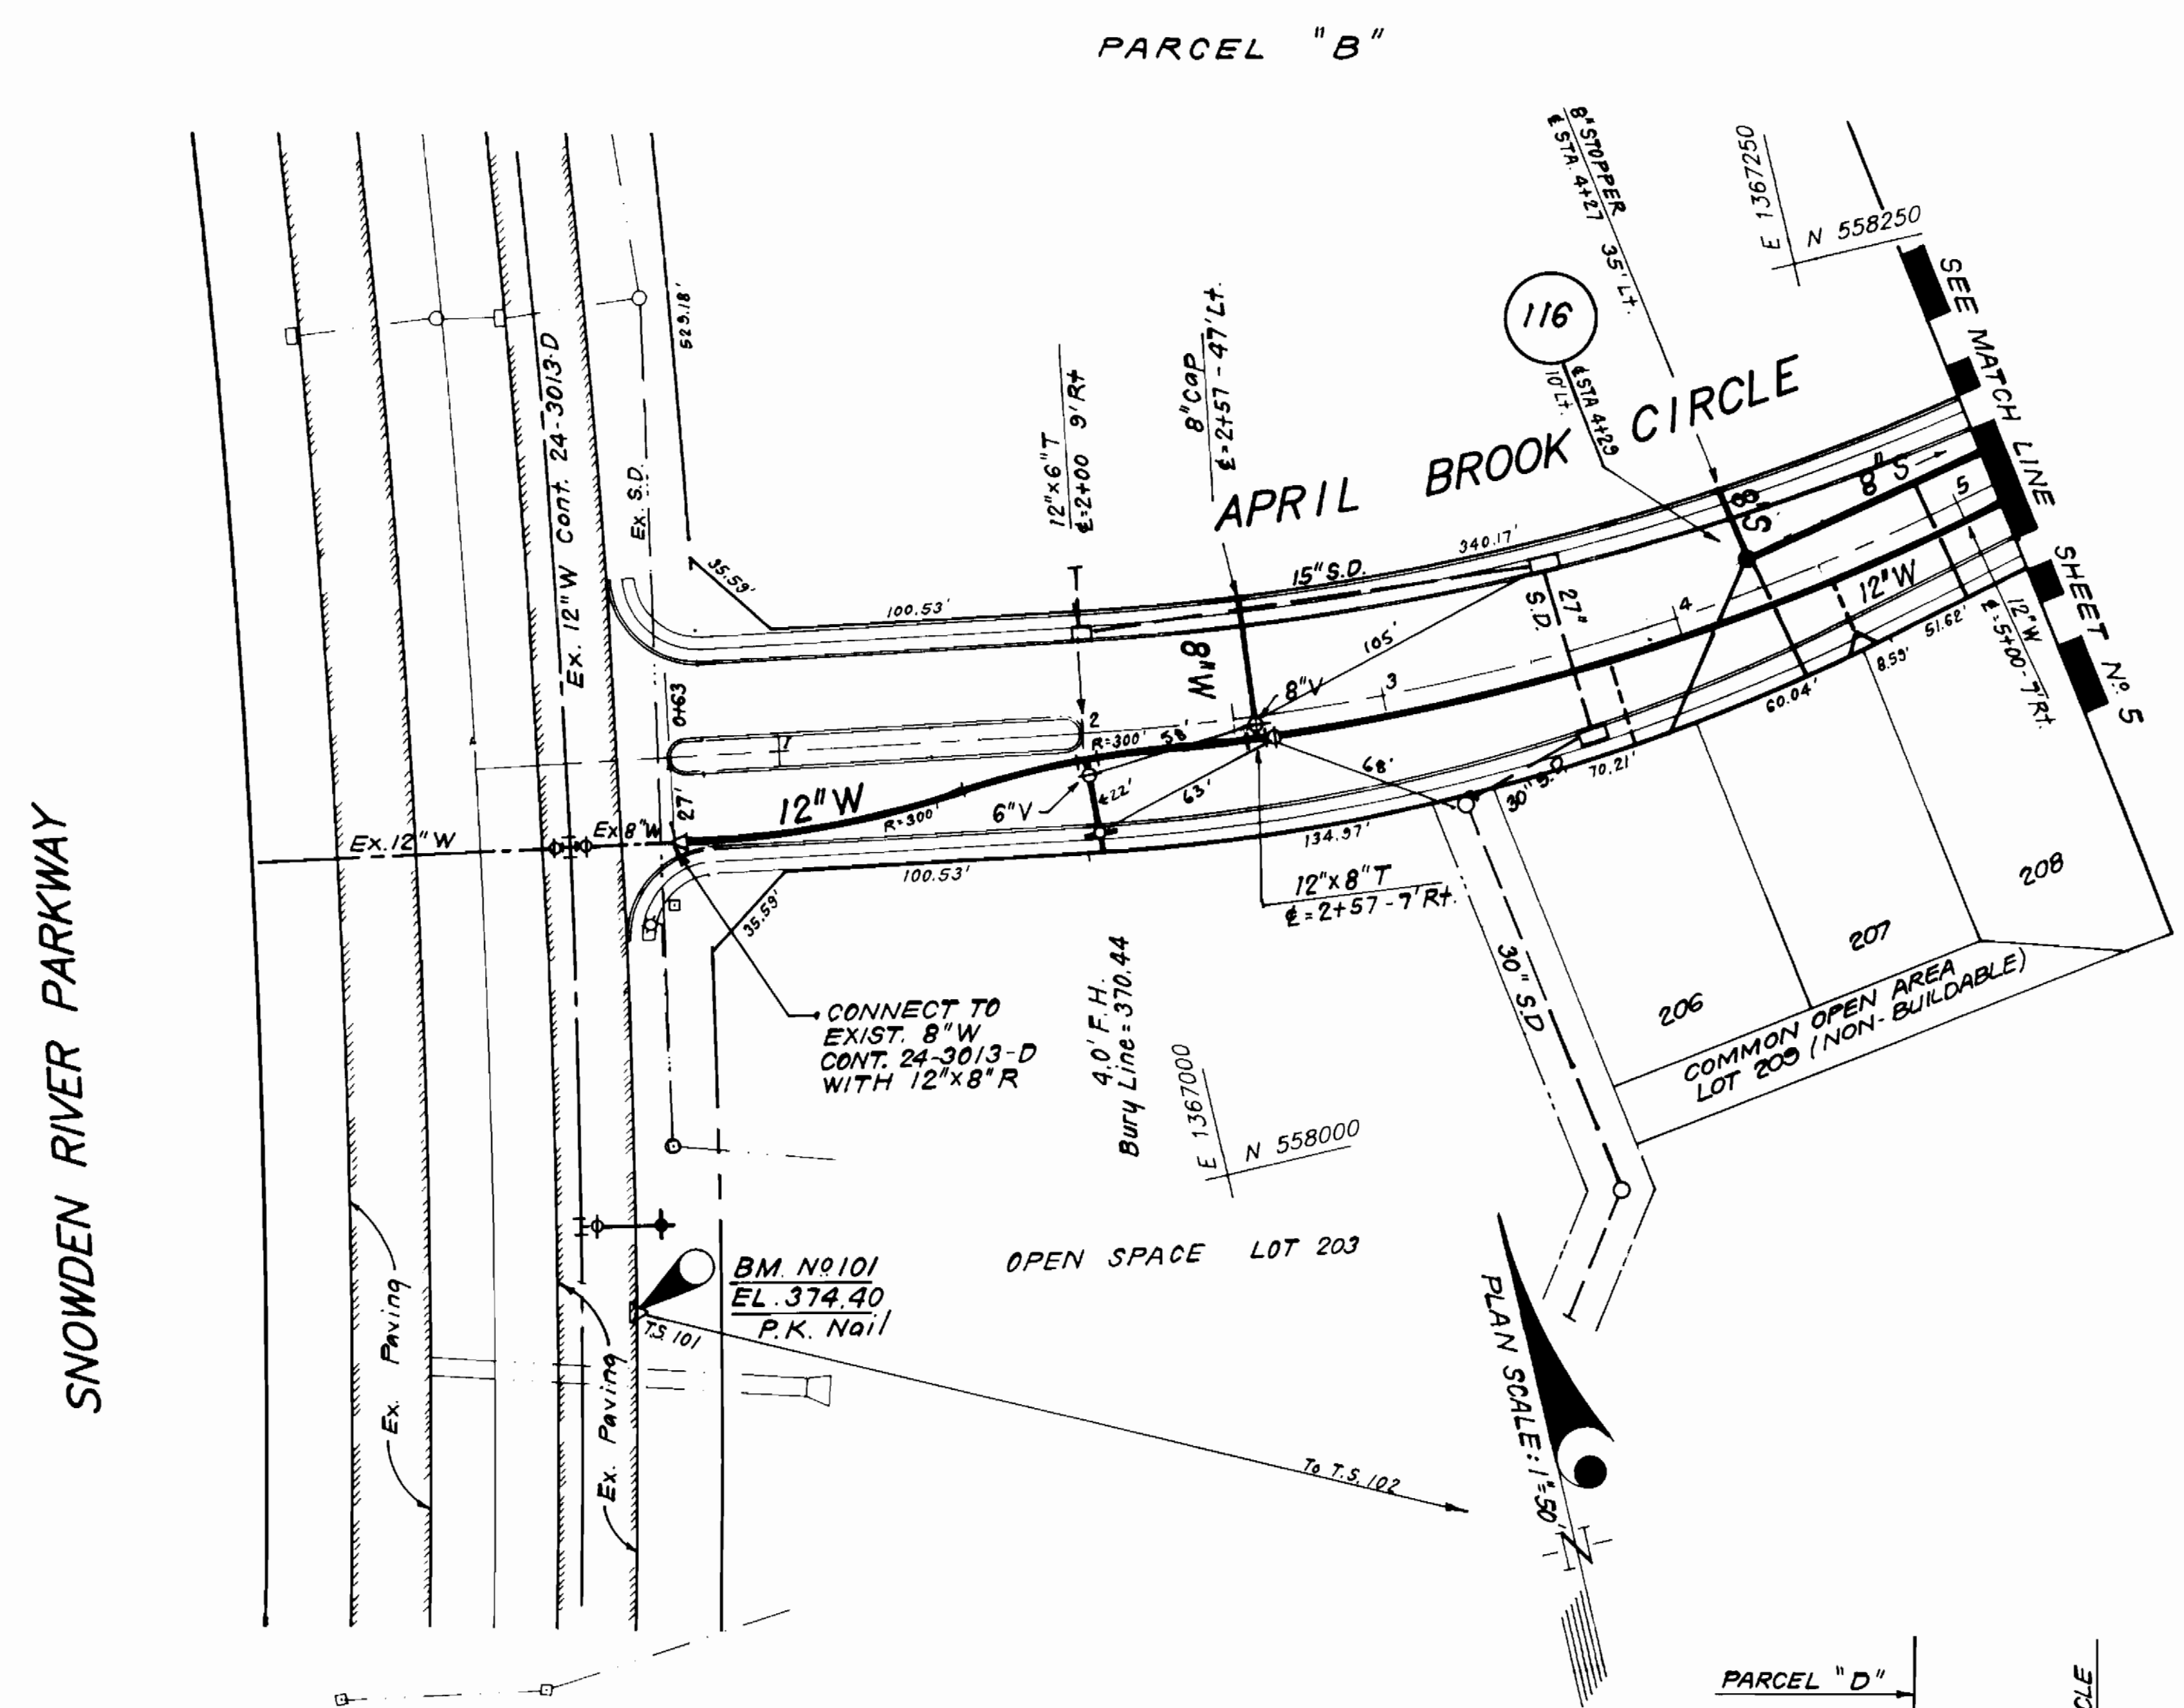 PARCEL "B"
SNOWDEN RIVER PARKWAY
Ex. 12" W Cont. 24-3013-D
Ex. S.D.
529.18'
35.59'
100.53'
12"x6"T
℄=2+00 9' Rt
8" Cap
℄=2+57-47' Lt.
APRIL BROOK CIRCLE
8" STOPPER
℄ STA. 4+27 35' Lt.
E 1367250
N 558250
116
℄ STA 4+29
10' Lt.
SEE MATCH LINE
SHEET Nº. 5
340.17'
15" S.D.
8"S
8"S
5
27"
S.D.
4
12"W
12"W
℄=5+00-7' Rt.
51.62'
8.59'
60.04'
105'
8"W
8"V
3
0+63
1
2
R=300'
58'
27'
12"W
R=300'
6"V
22'
63'
68'
30" S.D.
70.21'
Ex. 12" W
Ex 8"W
134.97'
100.53'
35.59'
12"x8"T
℄=2+57-7' Rt.
208
207
206
COMMON OPEN AREA
LOT 209 (NON-BUILDABLE)
30" S.D
CONNECT TO
EXIST. 8"W
CONT. 24-3013-D
WITH 12"x8"R
4.0' F.H.
Bury Line = 370.44
E 1367000
N 558000
OPEN SPACE LOT 203
BM. Nº 101
EL. 374.40
P.K. Nail
T.S. 101
To T.S. 102
Ex. Paving
Ex. Paving
PLAN SCALE: 1"=50'
N
PARCEL "D"
CLE